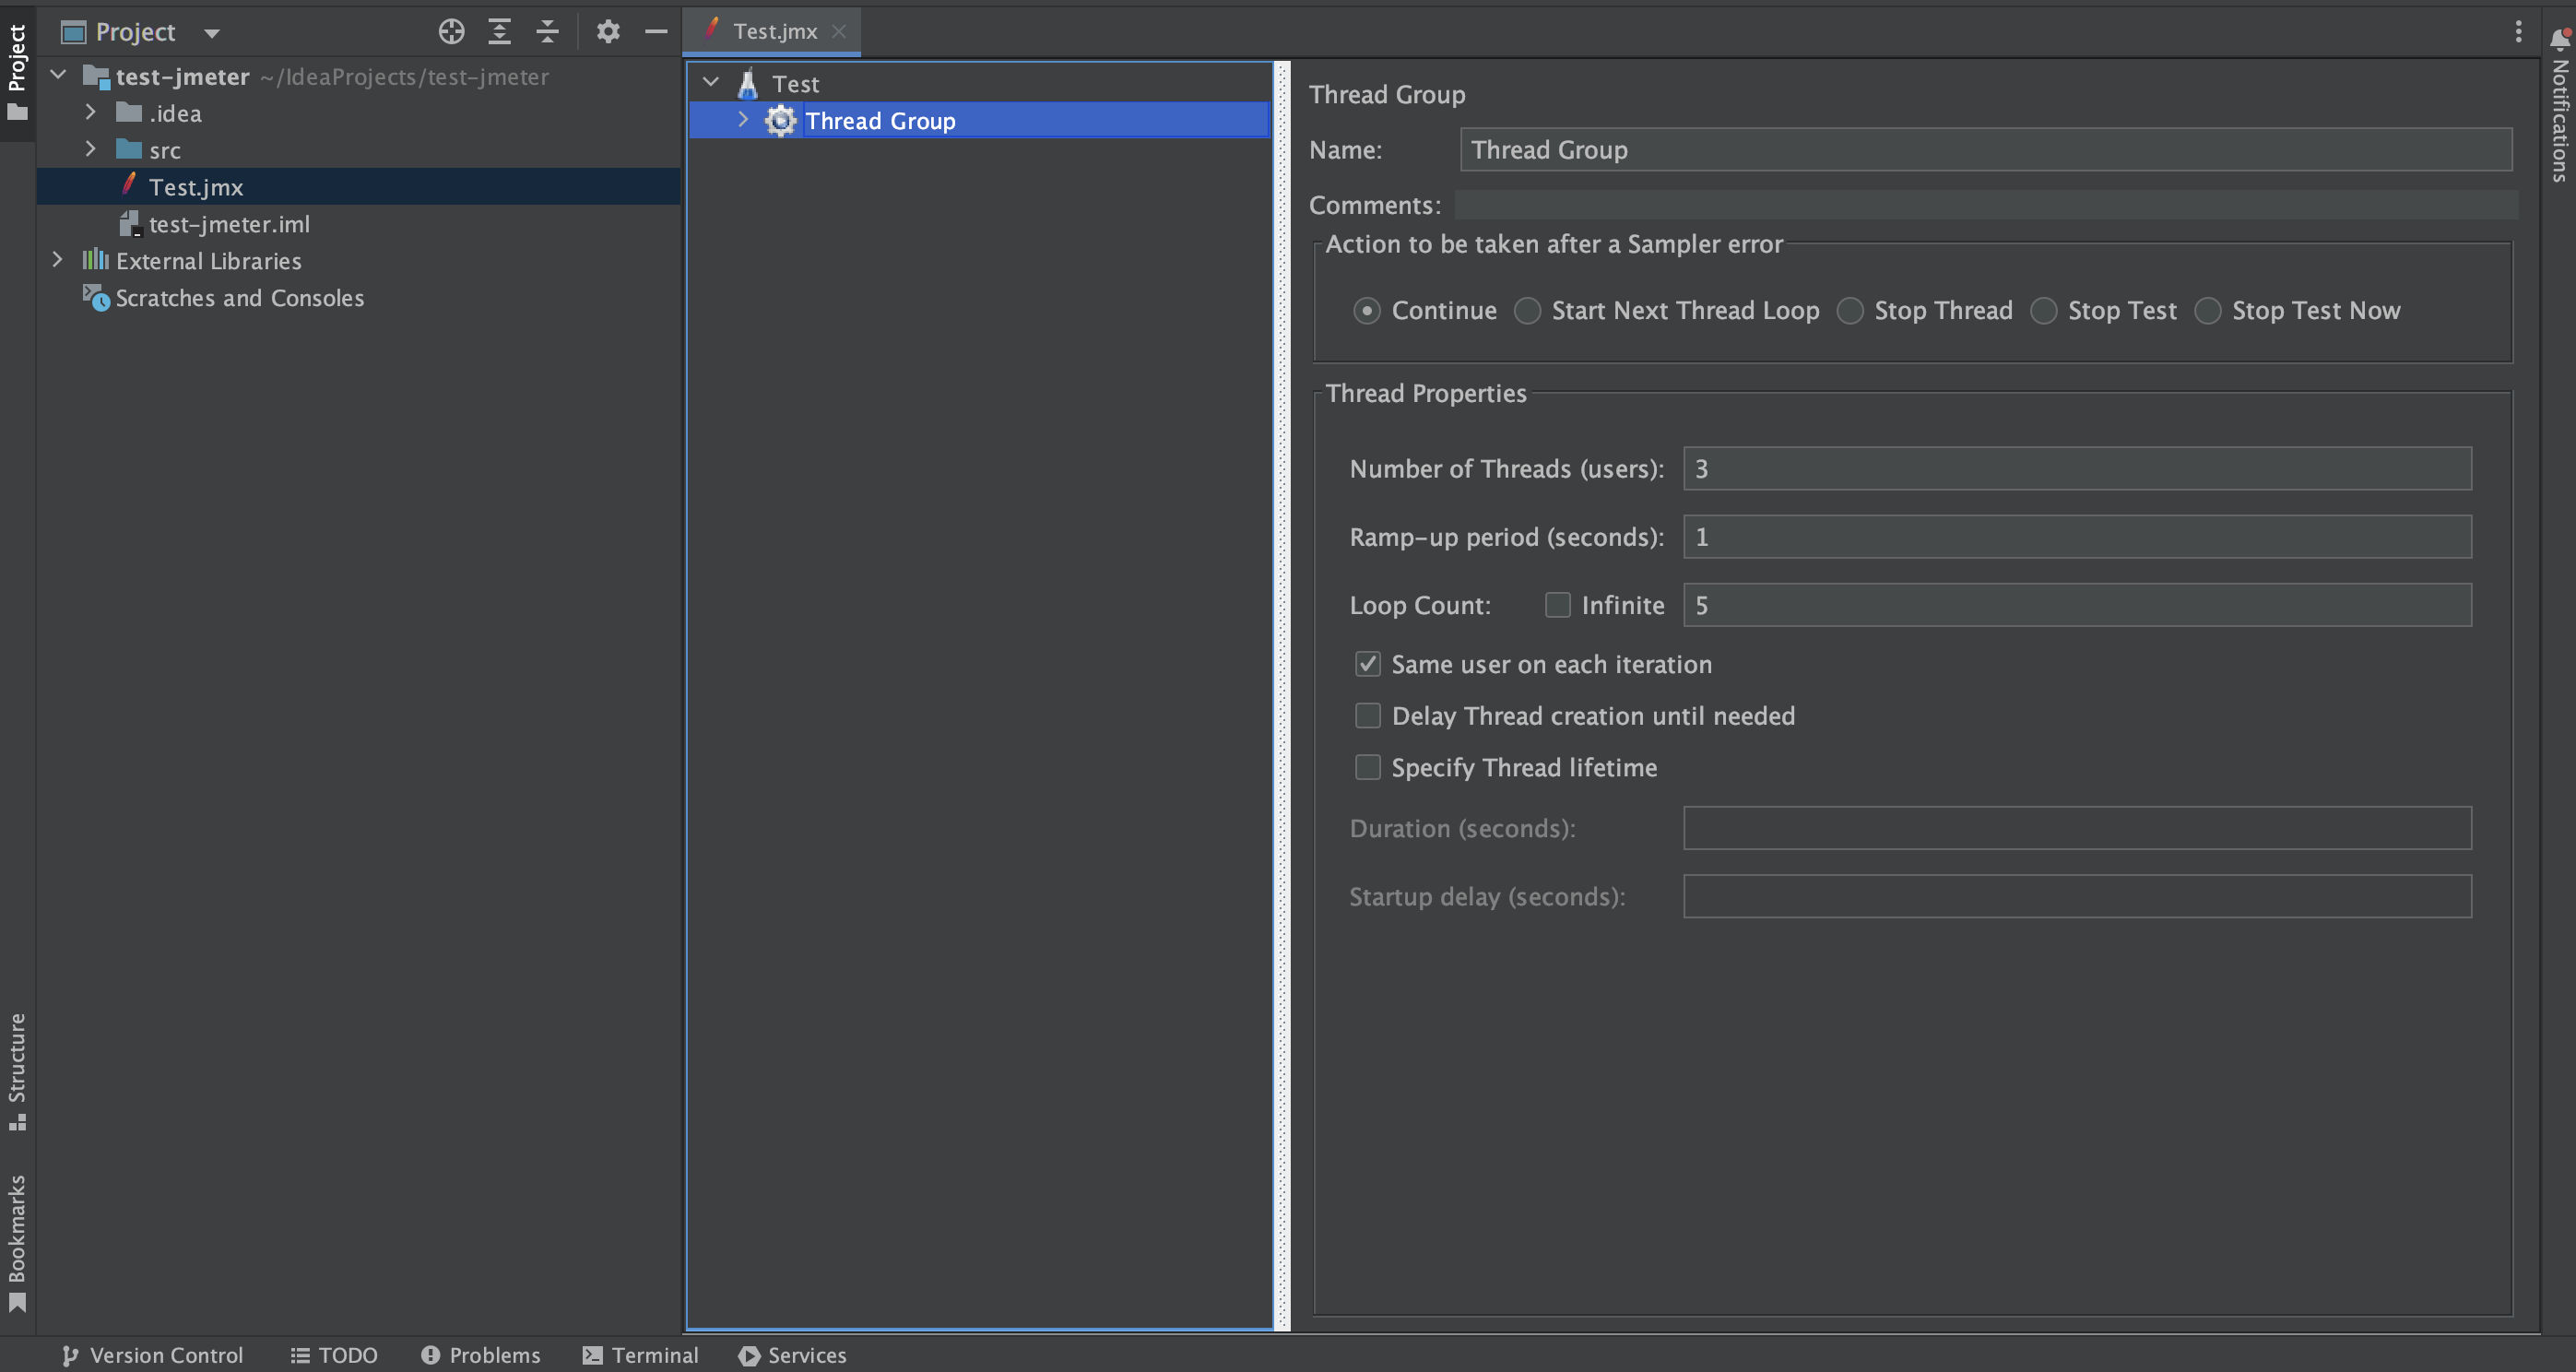 Project
Project
test-jmeter ~/IdeaProjects/test-jmeter
.idea
src
Test.jmx
test-jmeter.iml
External Libraries
Scratches and Consoles
Structure
Bookmarks
Test.jmx
Test
Thread Group
Thread Group
Name: Thread Group
Comments:
Action to be taken after a Sampler error
Continue Start Next Thread Loop Stop Thread Stop Test Stop Test Now
Thread Properties
Number of Threads (users): 3
Ramp-up period (seconds): 1
Loop Count: Infinite 5
Same user on each iteration
Delay Thread creation until needed
Specify Thread lifetime
Duration (seconds):
Startup delay (seconds):
Notifications
Version Control TODO Problems Terminal Services